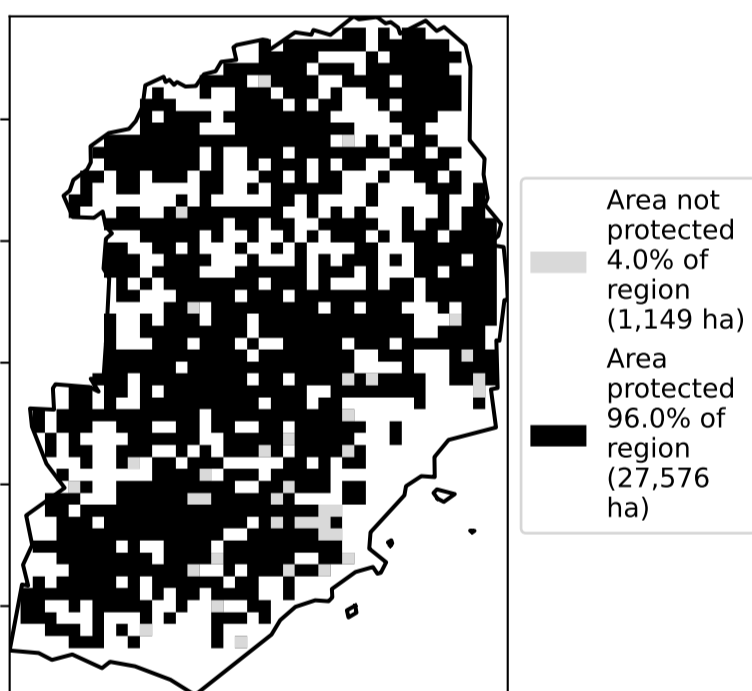 Area not
protected
4.0% of
region
(1,149 ha)
Area
protected
96.0% of
region
(27,576
ha)